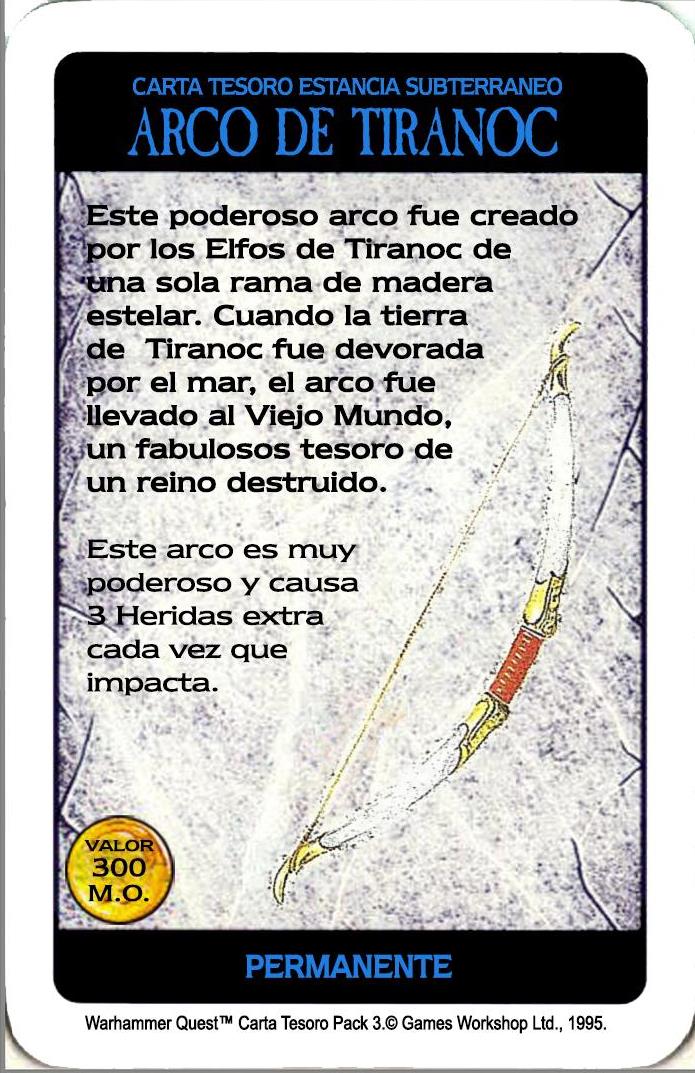 CARTA TESORO ESTANCIA SUBTERRANEO
ARCO DE TIRANOC
Este poderoso arco fue creado
por los Elfos de Tiranoc de
una sola rama de madera
estelar. Cuando la tierra
de Tiranoc fue devorada
por el mar, el arco fue
llevado al Viejo Mundo,
un fabulosos tesoro de
un reino destruido.
Este arco es muy
poderoso y causa
3 Heridas extra
cada vez que
impacta.
VALOR
300
M.O.
PERMANENTE
Warhammer Quest™ Carta Tesoro Pack 3.© Games Workshop Ltd., 1995.